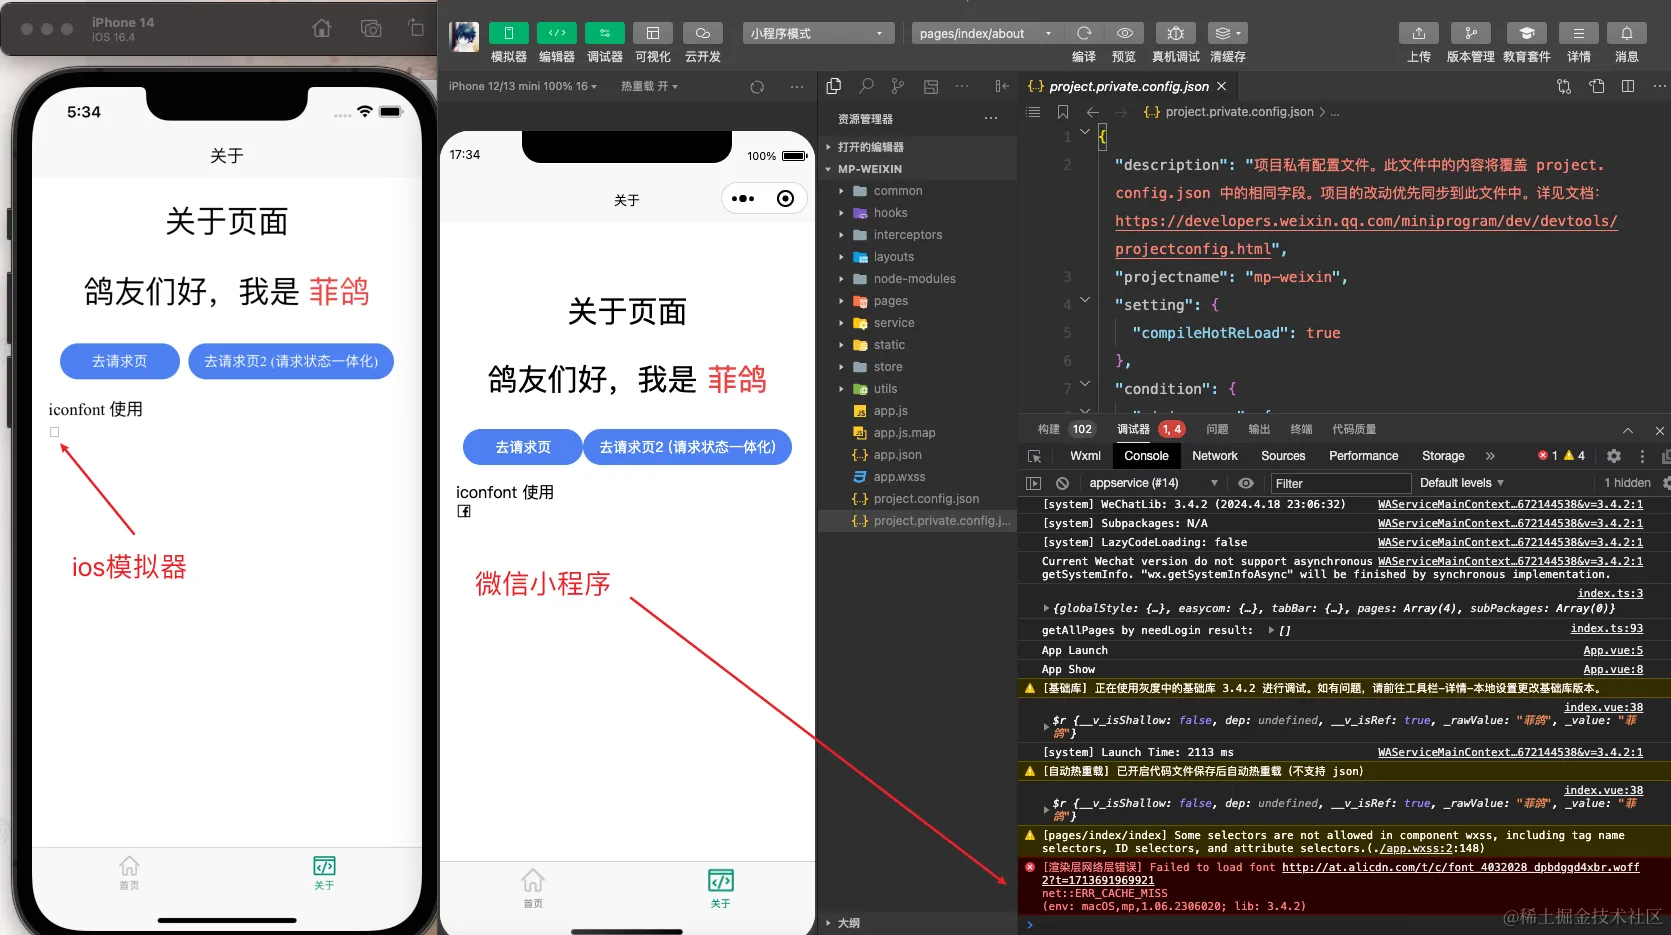 iPhone 14
iOS 16.4
5:34
关于
关于页面
鸽友们好，我是 菲鸽
去请求页
去请求页2 (请求状态一体化)
iconfont 使用
ios模拟器
首页
关于
模拟器
编辑器
调试器
可视化
云开发
小程序模式
pages/index/about
编译
预览
真机调试
清缓存
上传
版本管理
教育套件
详情
消息
iPhone 12/13 mini 100% 16
热重载 开
17:34
100%
关于
关于页面
鸽友们好，我是 菲鸽
去请求页
去请求页2 (请求状态一体化)
iconfont 使用
微信小程序
首页
关于
资源管理器
打开的编辑器
MP-WEIXIN
common
hooks
interceptors
layouts
node-modules
pages
service
static
store
utils
app.js
app.js.map
app.json
app.wxss
project.config.json
project.private.config.j...
大纲
{..} project.private.config.json
{..} project.private.config.json > ...
1 {
2 "description": "项目私有配置文件。此文件中的内容将覆盖 project.
config.json 中的相同字段。项目的改动优先同步到此文件中。详见文档：
https://developers.weixin.qq.com/miniprogram/dev/devtools/
projectconfig.html",
3 "projectname": "mp-weixin",
4 "setting": {
5 "compileHotReLoad": true
6 },
7 "condition": {
构建 102 调试器 1, 4 问题 输出 终端 代码质量
Wxml Console Network Sources Performance Memory Storage » 1 4
appservice (#14) Filter Default levels 1 hidden
[system] WeChatLib: 3.4.2 (2024.4.18 23:06:32) WAServiceMainContext…672144538&v=3.4.2:1
[system] Subpackages: N/A WAServiceMainContext…672144538&v=3.4.2:1
[system] LazyCodeLoading: false WAServiceMainContext…672144538&v=3.4.2:1
Current Wechat version do not support asynchronous WAServiceMainContext…672144538&v=3.4.2:1
getSystemInfo. "wx.getSystemInfoAsync" will be finished by synchronous implementation.
index.ts:3
{globalStyle: {…}, easycom: {…}, tabBar: {…}, pages: Array(4), subPackages: Array(0)}
getAllPages by needLogin result: [] index.ts:93
App Launch App.vue:5
App Show App.vue:8
[基础库] 正在使用灰度中的基础库 3.4.2 进行调试。如有问题，请前往工具栏-详情-本地设置更改基础库版本。
index.vue:38
$r {__v_isShallow: false, dep: undefined, __v_isRef: true, _rawValue: "菲鸽", _value: "菲
鸽"}
[system] Launch Time: 2113 ms WAServiceMainContext…672144538&v=3.4.2:1
[自动热重载] 已开启代码文件保存后自动热重载（不支持 json）
index.vue:38
$r {__v_isShallow: false, dep: undefined, __v_isRef: true, _rawValue: "菲鸽", _value: "菲
鸽"}
[pages/index/index] Some selectors are not allowed in component wxss, including tag name
selectors, ID selectors, and attribute selectors.(./app.wxss:2:148)
[渲染层网络层错误] Failed to load font http://at.alicdn.com/t/c/font_4032028_dpbdgqd4xbr.woff
2?t=1713691969921
net::ERR_CACHE_MISS
(env: macOS,mp,1.06.2306020; lib: 3.4.2)
@稀土掘金技术社区